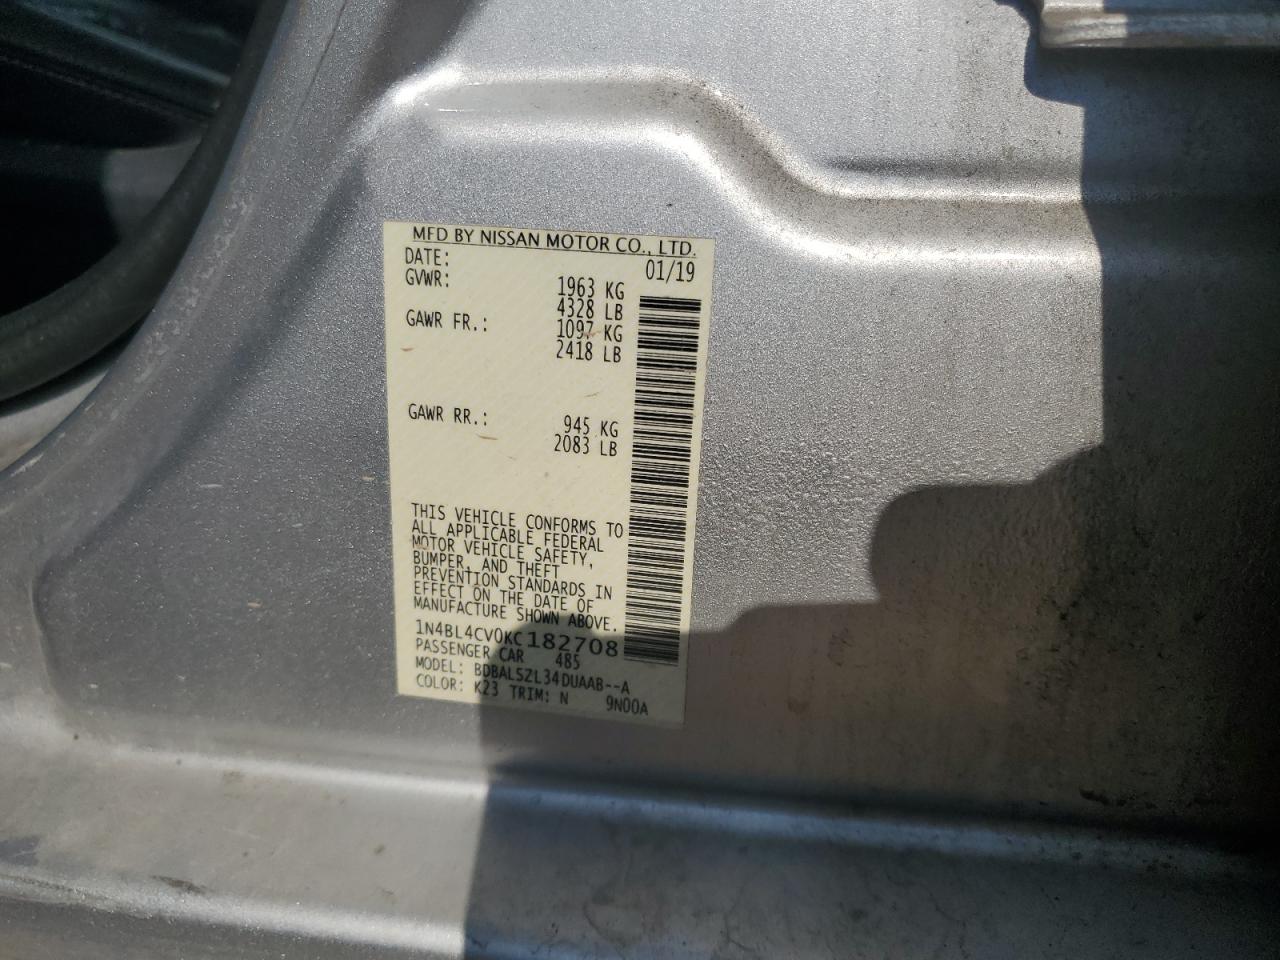 MFD BY NISSAN MOTOR CO., LTD.
DATE: 01/19
GVWR: 1963 KG
4328 LB
GAWR FR.: 1097 KG
2418 LB
GAWR RR.: 945 KG
2083 LB
THIS VEHICLE CONFORMS TO
ALL APPLICABLE FEDERAL
MOTOR VEHICLE SAFETY,
BUMPER, AND THEFT
PREVENTION STANDARDS IN
EFFECT ON THE DATE OF
MANUFACTURE SHOWN ABOVE.
1N4BL4CV0KC182708
PASSENGER CAR 485
MODEL: BDBALSZL34DUAAB--A
COLOR: K23 TRIM: N 9N00A